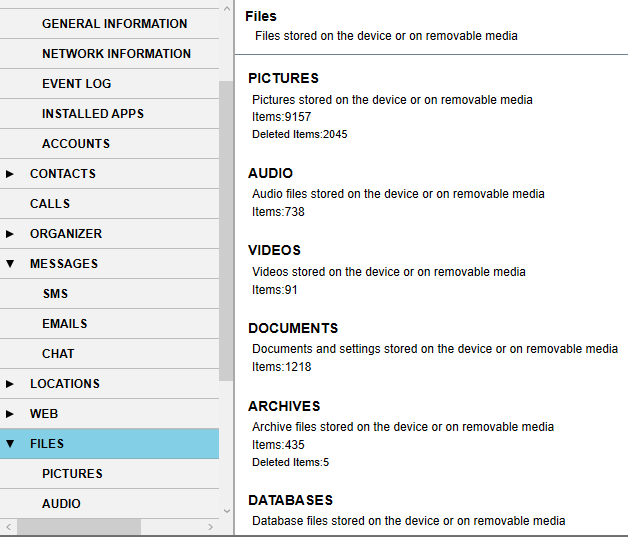 GENERAL INFORMATION
NETWORK INFORMATION
EVENT LOG
INSTALLED APPS
ACCOUNTS
CONTACTS
CALLS
ORGANIZER
MESSAGES
SMS
EMAILS
CHAT
LOCATIONS
WEB
FILES
PICTURES
AUDIO
Files
Files stored on the device or on removable media
PICTURES
Pictures stored on the device or on removable media
Items:9157
Deleted Items:2045
AUDIO
Audio files stored on the device or on removable media
Items:738
VIDEOS
Videos stored on the device or on removable media
Items:91
DOCUMENTS
Documents and settings stored on the device or on removable media
Items:1218
ARCHIVES
Archive files stored on the device or on removable media
Items:435
Deleted Items:5
DATABASES
Database files stored on the device or on removable media